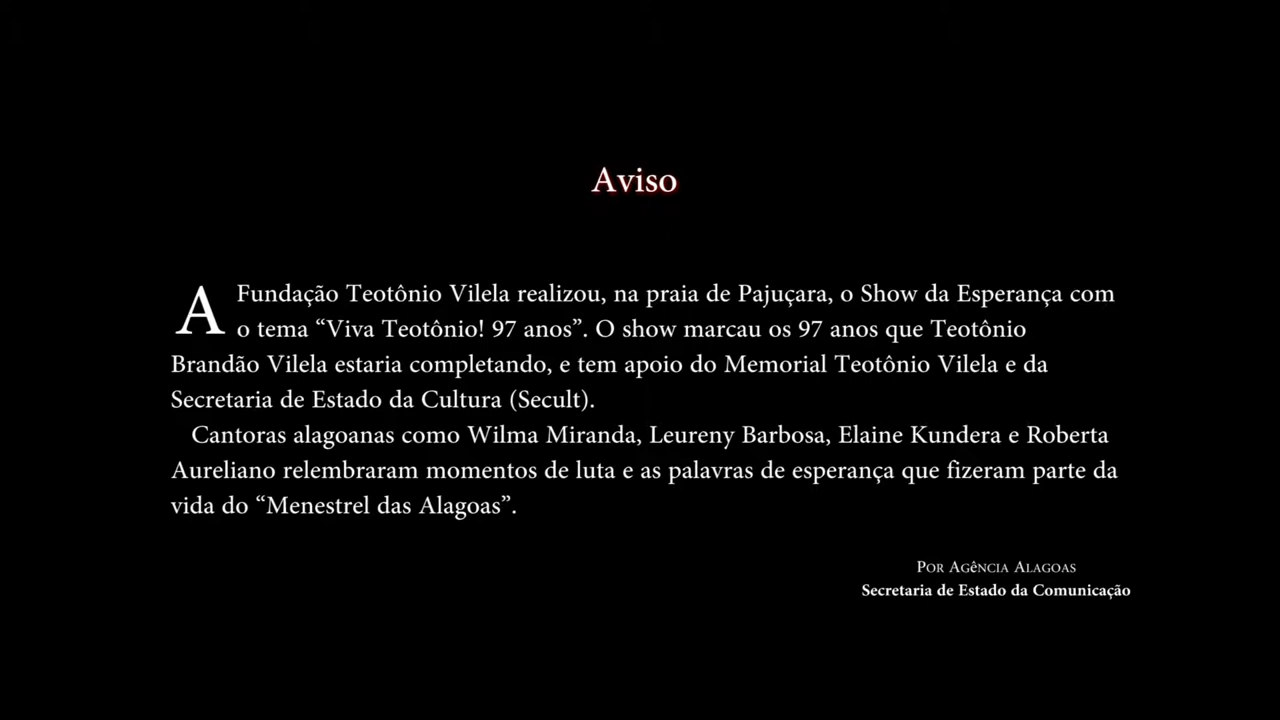 Aviso
A Fundação Teotônio Vilela realizou, na praia de Pajuçara, o Show da Esperança com
o tema “Viva Teotônio! 97 anos”. O show marcau os 97 anos que Teotônio
Brandão Vilela estaria completando, e tem apoio do Memorial Teotônio Vilela e da
Secretaria de Estado da Cultura (Secult).
Cantoras alagoanas como Wilma Miranda, Leureny Barbosa, Elaine Kundera e Roberta
Aureliano relembraram momentos de luta e as palavras de esperança que fizeram parte da
vida do “Menestrel das Alagoas”.
Por Agência Alagoas
Secretaria de Estado da Comunicação